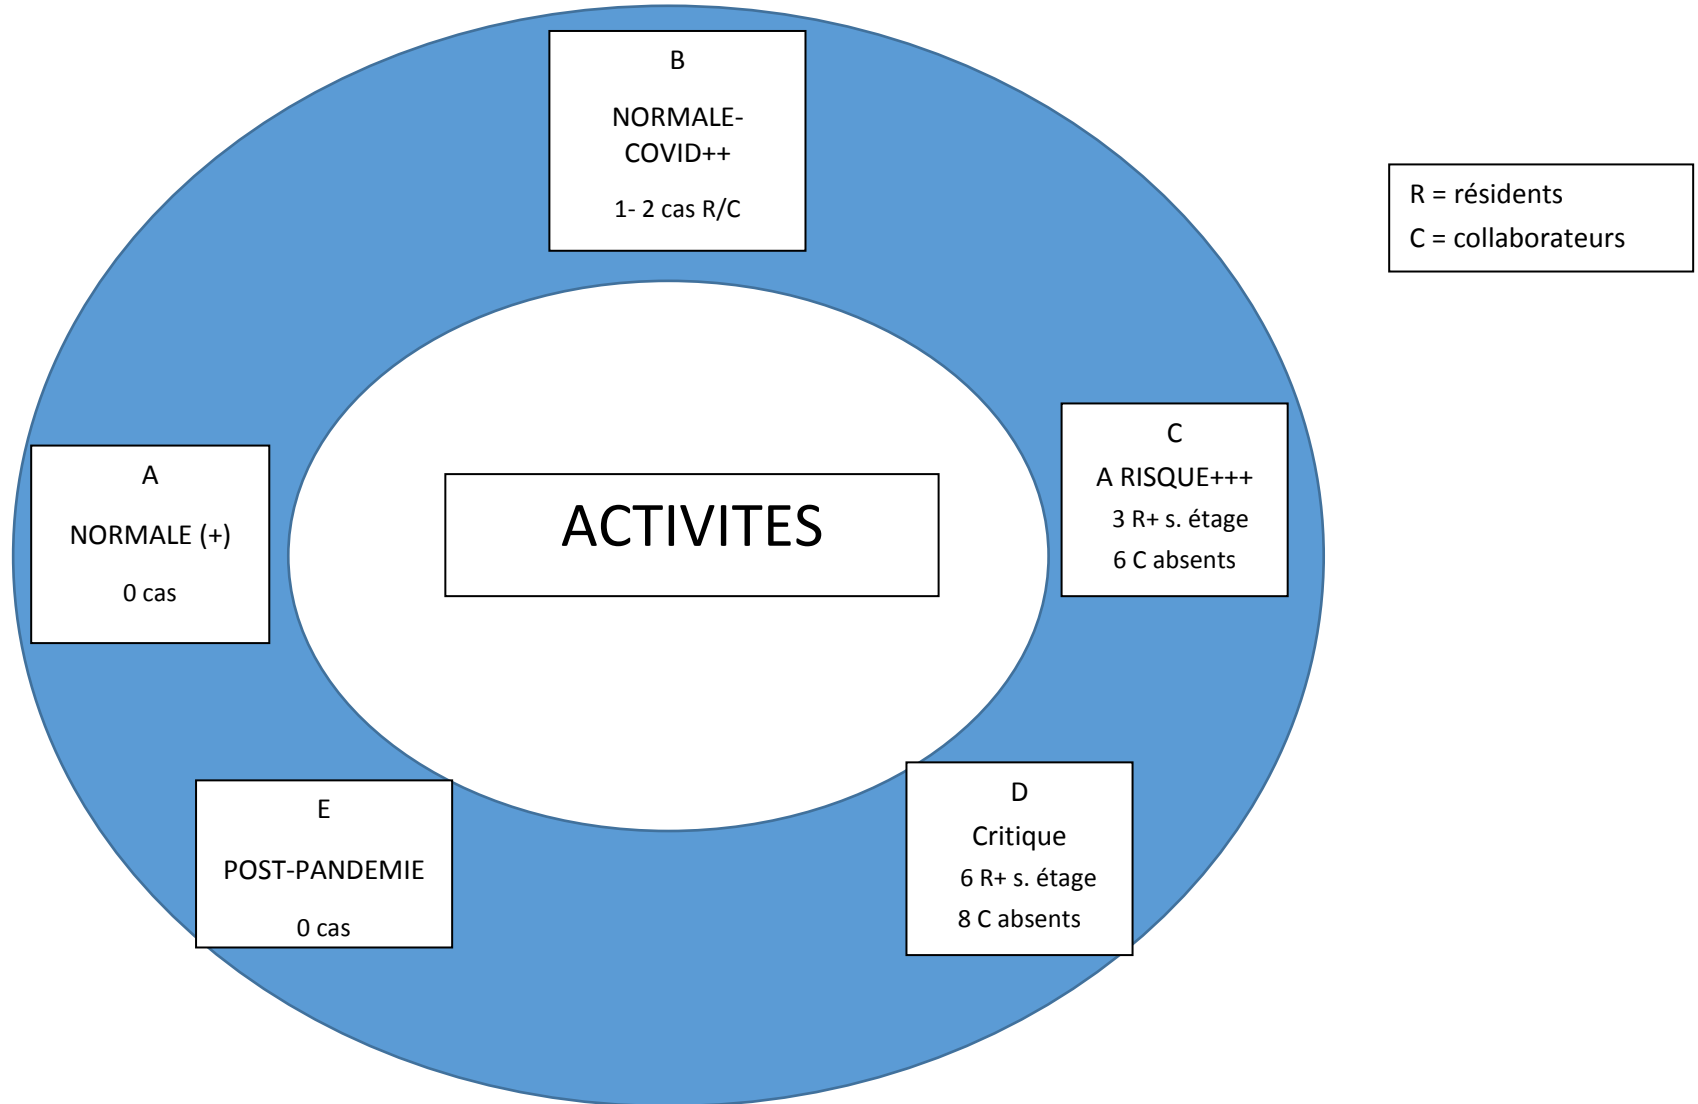 B
NORMALE-
COVID++
1- 2 cas R/C
R = résidents
C = collaborateurs
C
A RISQUE+++
3 R+ s. étage
6 C absents
A
NORMALE (+)
0 cas
ACTIVITES
D
Critique
6 R+ s. étage
8 C absents
E
POST-PANDEMIE
0 cas